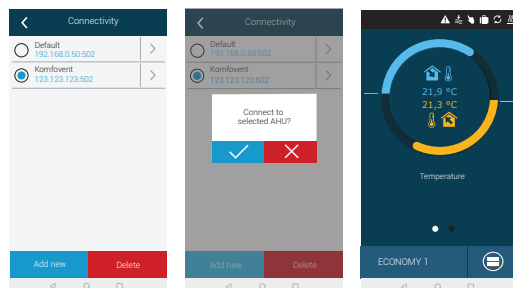 Connectivity
Default
192.168.0.50:502
Komfovent
123.123.123:502
Add new
Delete
Connectivity
Default
192.168.0.50:502
Komfovent
123.123.123:502
Connect to
selected AHU?
Add new
Delete
21,9 °C
21,3 °C
Temperature
ECONOMY 1